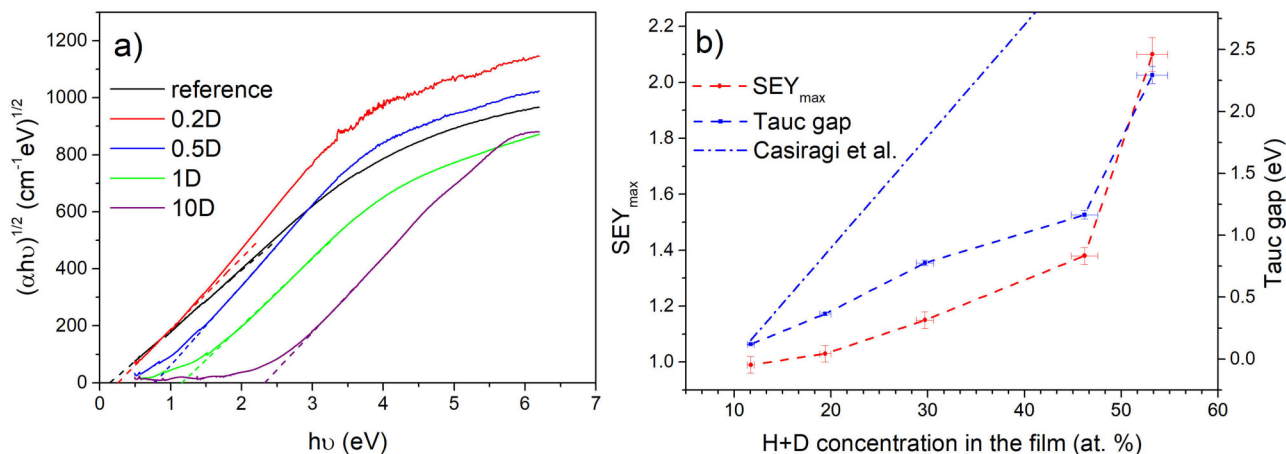 a)
reference
0.2D
0.5D
1D
10D
(αhυ)^1/2 (cm^-1eV)^1/2
1200
1000
800
600
400
200
0
0 1 2 3 4 5 6 7
hυ (eV)
b)
SEYmax
Tauc gap
Casiragi et al.
SEYmax
2.2
2.0
1.8
1.6
1.4
1.2
1.0
2.5
2.0
1.5
1.0
0.5
0.0
Tauc gap (eV)
10 20 30 40 50 60
H+D concentration in the film (at. %)